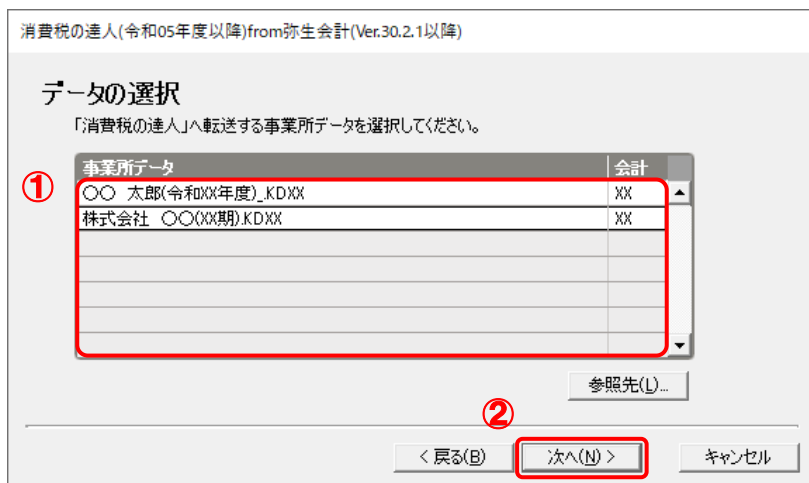 消費税の達人(令和05年度以降)from弥生会計(Ver.30.2.1以降)
データの選択
「消費税の達人」へ転送する事業所データを選択してください。
事業所データ 会計
①
〇〇 太郎(令和XX年度)_.KDXX XX
株式会社 〇〇(XX期).KDXX XX
参照先(L)...
②
< 戻る(B) 次へ(N) > キャンセル